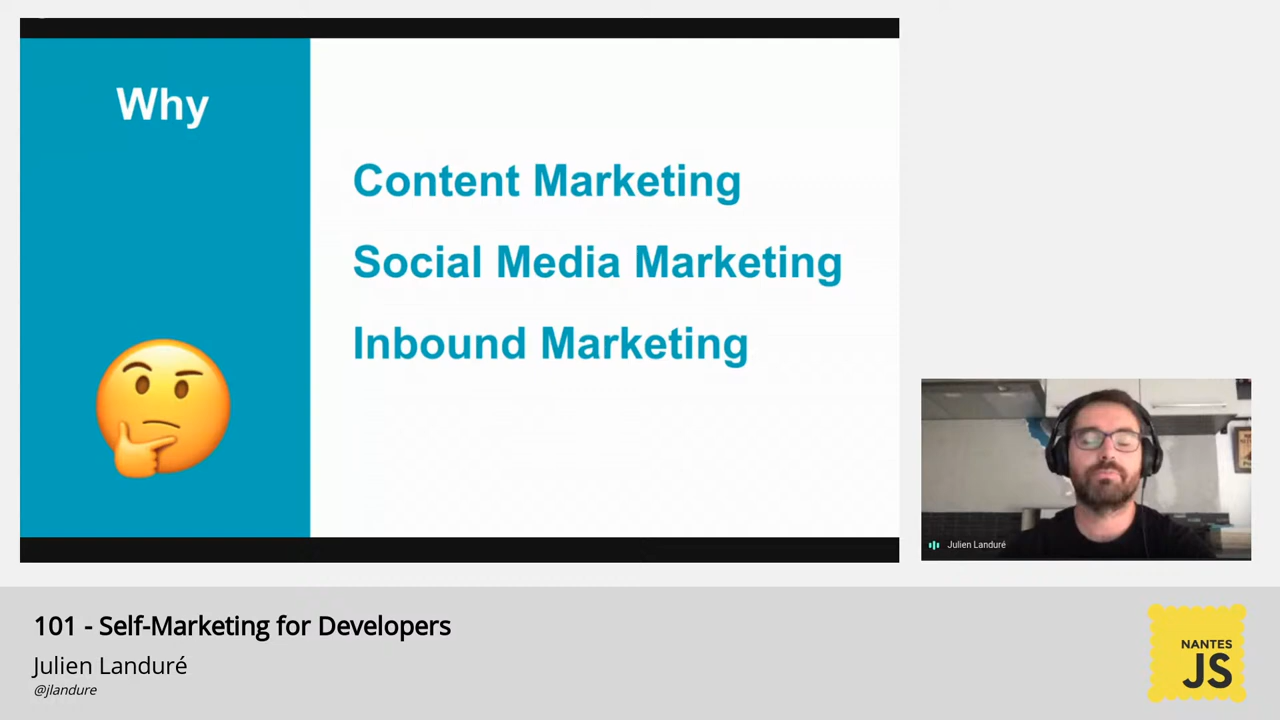 Why
Content Marketing
Social Media Marketing
Inbound Marketing
Julien Landuré
101 - Self-Marketing for Developers
Julien Landuré
@jlandure
NANTES
JS